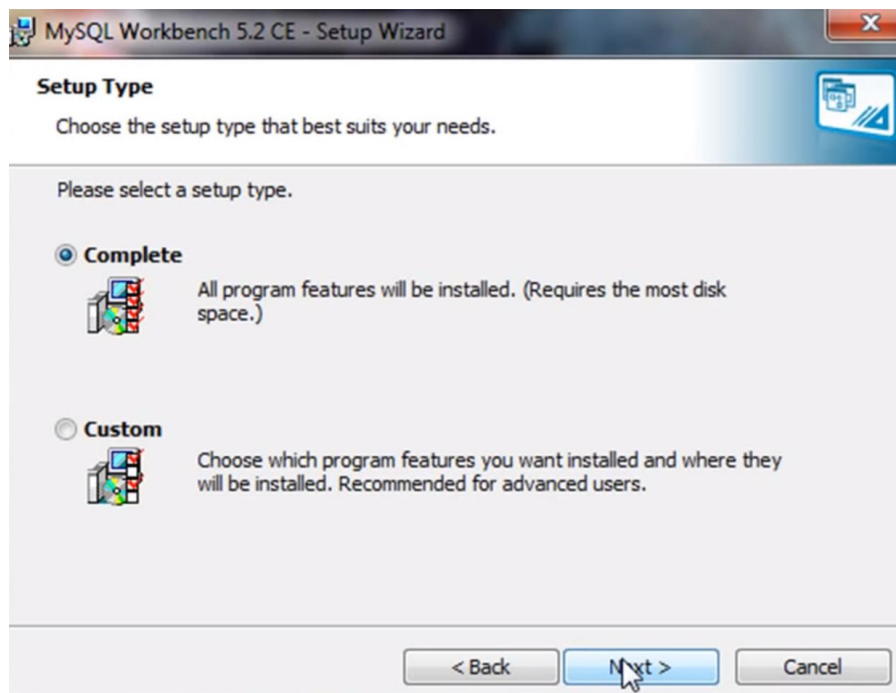 MySQL Workbench 5.2 CE - Setup Wizard
Setup Type
Choose the setup type that best suits your needs.
Please select a setup type.
Complete
All program features will be installed. (Requires the most disk
space.)
Custom
Choose which program features you want installed and where they
will be installed. Recommended for advanced users.
< Back
Next >
Cancel